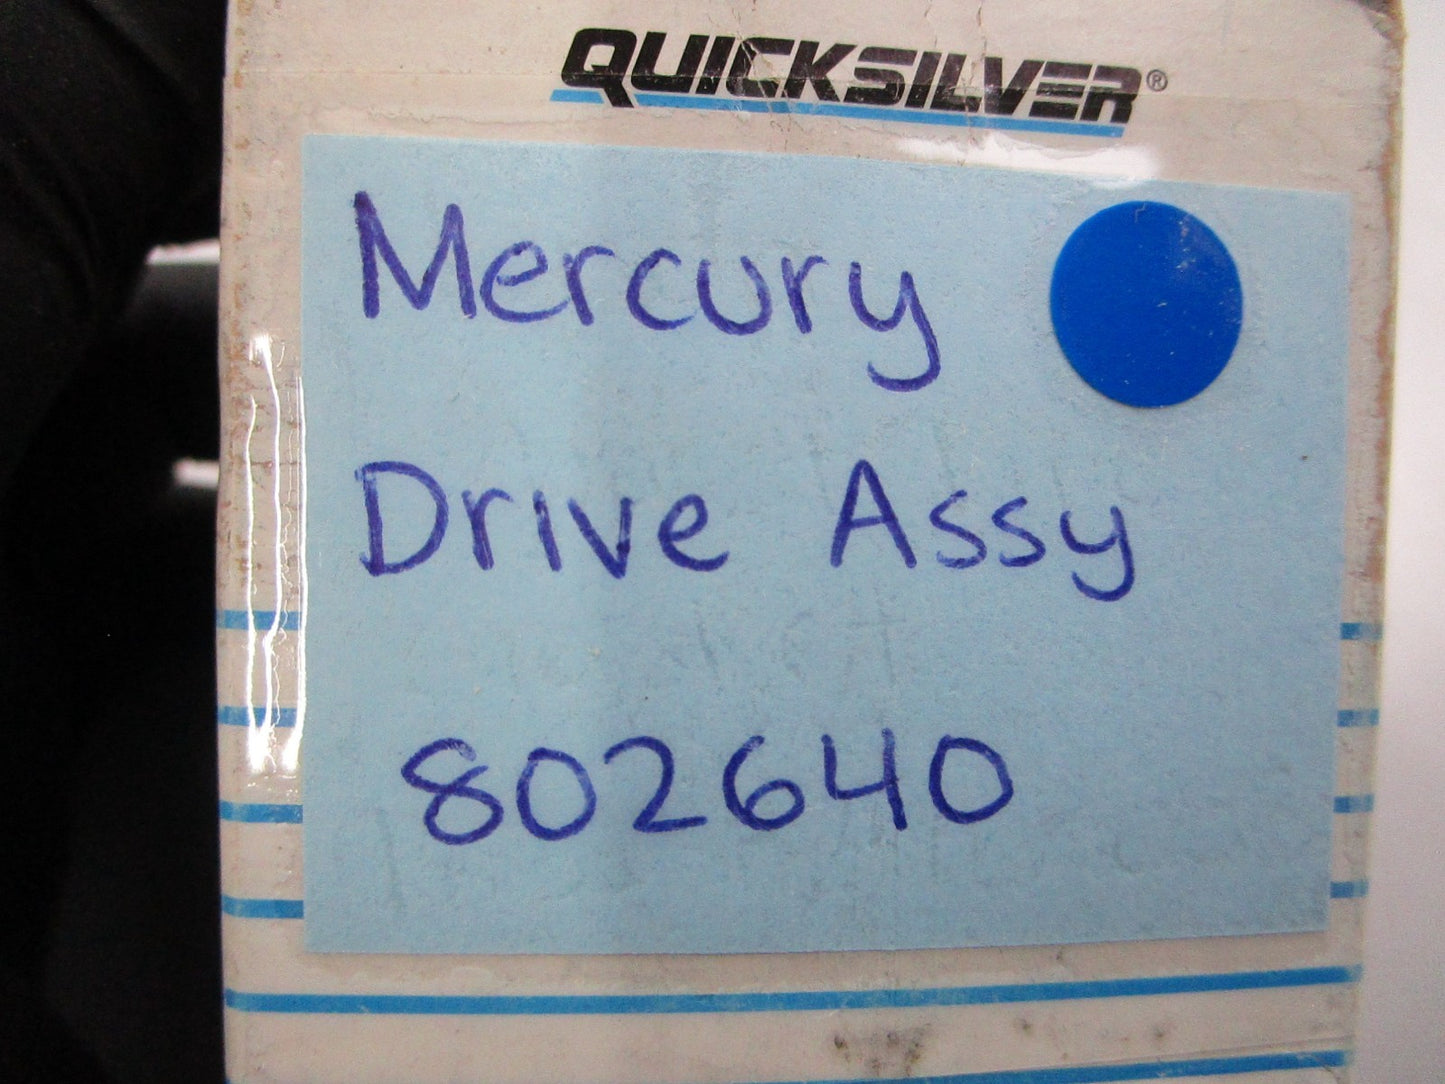 QUICKSILVER®
Mercury
Drive Assy
802640